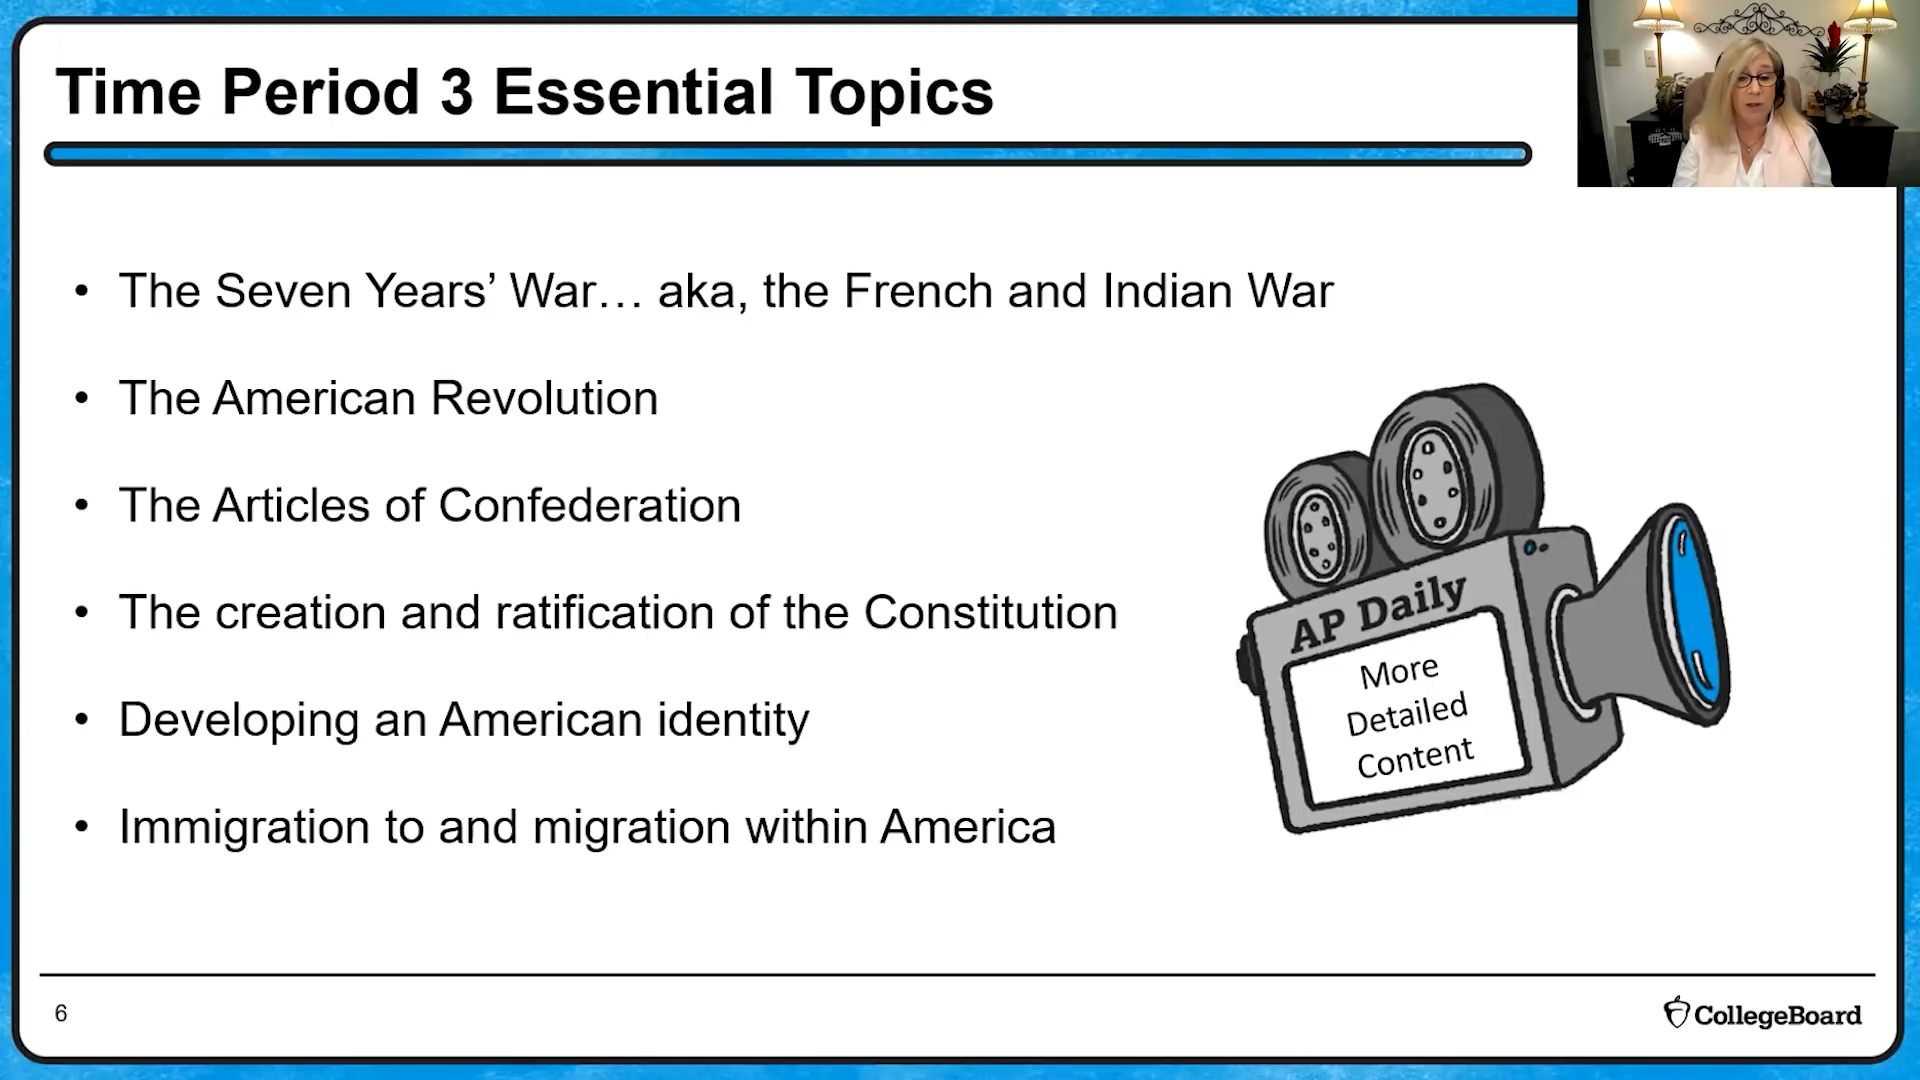 Time Period 3 Essential Topics
• The Seven Years’ War… aka, the French and Indian War
• The American Revolution
• The Articles of Confederation
• The creation and ratification of the Constitution
• Developing an American identity
• Immigration to and migration within America
AP Daily
More
Detailed
Content
6
CollegeBoard